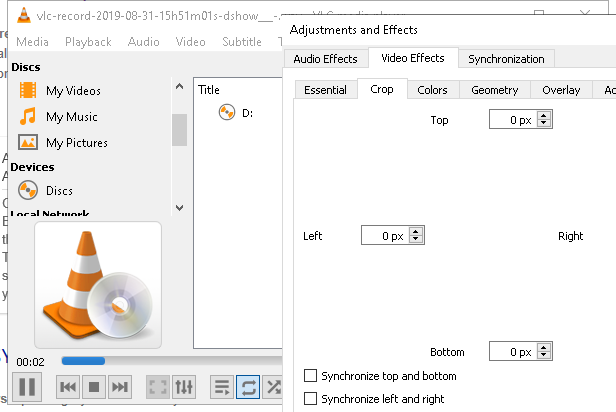 vlc-record-2019-08-31-15h51m01s-dshow__-.
Media Playback Audio Video Subtitle T
Discs
My Videos
My Music
My Pictures
Devices
Discs
Local Network
Title
D:
00:02
Adjustments and Effects
Audio Effects Video Effects Synchronization
Essential Crop Colors Geometry Overlay
Top 0 px
Left 0 px Right
Bottom 0 px
Synchronize top and bottom
Synchronize left and right